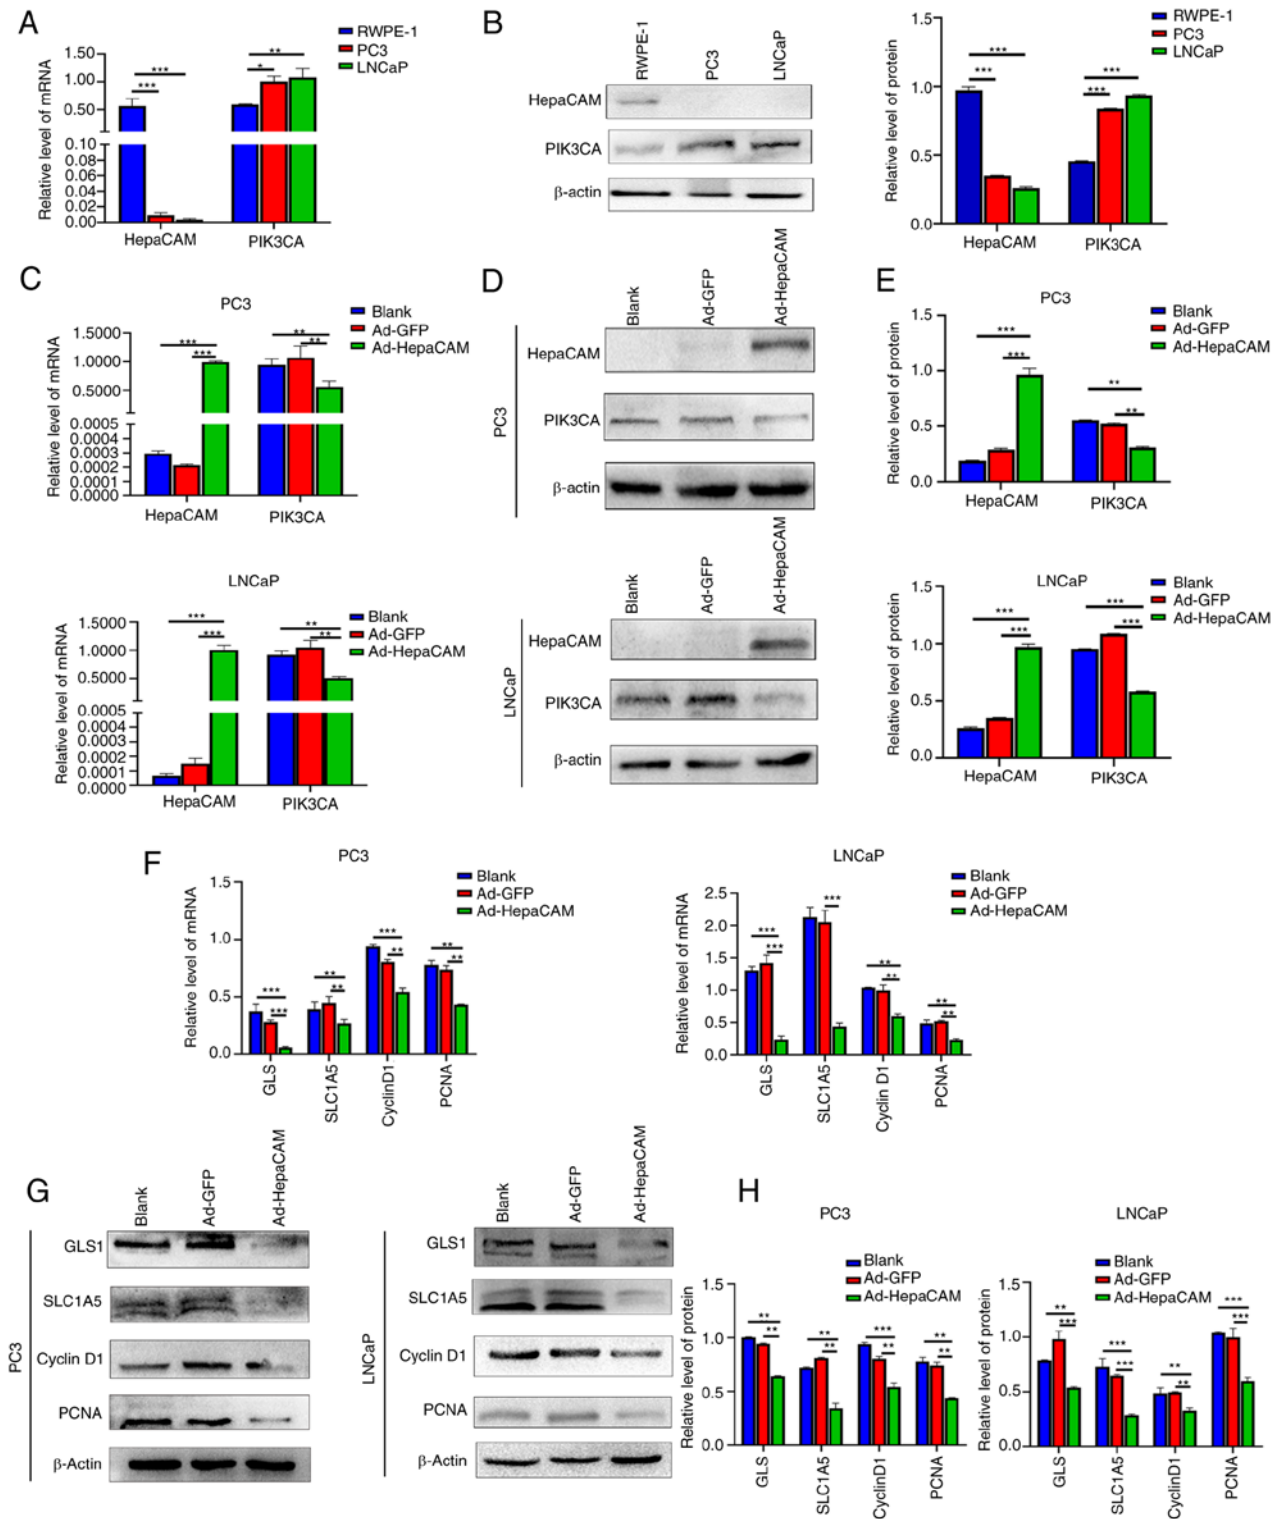 A
RWPE-1
PC3
LNCaP
Relative level of mRNA
1.50
1.00
0.50
0.10
0.08
0.06
0.04
0.02
0.00
***
***
*
**
HepaCAM
PIK3CA
B
RWPE-1
PC3
LNCaP
HepaCAM
PIK3CA
β-actin
RWPE-1
PC3
LNCaP
Relative level of protein
1.5
1.0
0.5
0.0
***
***
***
***
HepaCAM
PIK3CA
C
PC3
Blank
Ad-GFP
Ad-HepaCAM
Relative level of mRNA
1.5000
1.0000
0.5000
0.0005
0.0004
0.0003
0.0002
0.0001
0.0000
***
***
**
**
HepaCAM
PIK3CA
LNCaP
Blank
Ad-GFP
Ad-HepaCAM
Relative level of mRNA
1.5000
1.0000
0.5000
0.0005
0.0004
0.0003
0.0002
0.0001
0.0000
***
***
**
**
HepaCAM
PIK3CA
D
Blank
Ad-GFP
Ad-HepaCAM
PC3
HepaCAM
PIK3CA
β-actin
Blank
Ad-GFP
Ad-HepaCAM
LNCaP
HepaCAM
PIK3CA
β-actin
E
PC3
Blank
Ad-GFP
Ad-HepaCAM
Relative level of protein
1.5
1.0
0.5
0.0
***
***
**
**
HepaCAM
PIK3CA
LNCaP
Blank
Ad-GFP
Ad-HepaCAM
Relative level of protein
1.5
1.0
0.5
0.0
***
***
***
***
HepaCAM
PIK3CA
F
PC3
Blank
Ad-GFP
Ad-HepaCAM
Relative level of mRNA
1.5
1.0
0.5
0.0
***
***
**
**
***
**
**
**
GLS
SLC1A5
CyclinD1
PCNA
LNCaP
Blank
Ad-GFP
Ad-HepaCAM
Relative level of mRNA
2.5
2.0
1.5
1.0
0.5
0.0
***
***
***
**
**
**
**
GLS
SLC1A5
Cyclin D1
PCNA
G
Blank
Ad-GFP
Ad-HepaCAM
PC3
GLS1
SLC1A5
Cyclin D1
PCNA
β-Actin
Blank
Ad-GFP
Ad-HepaCAM
LNCaP
GLS1
SLC1A5
Cyclin D1
PCNA
β-Actin
H
PC3
Blank
Ad-GFP
Ad-HepaCAM
Relative level of protein
1.5
1.0
0.5
0.0
**
**
**
**
***
**
**
**
GLS
SLC1A5
CyclinD1
PCNA
LNCaP
Blank
Ad-GFP
Ad-HepaCAM
Relative level of protein
1.5
1.0
0.5
0.0
**
***
***
***
**
**
***
***
GLS
SLC1A5
CyclinD1
PCNA